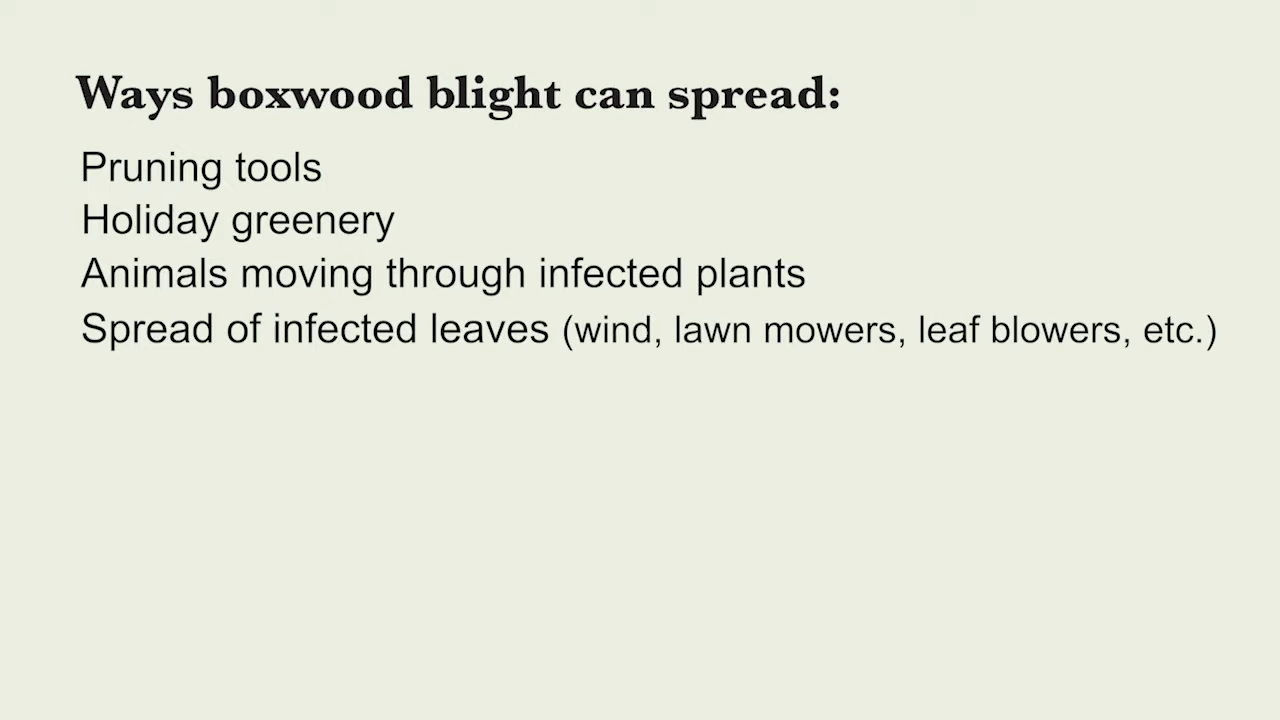 Ways boxwood blight can spread:
Pruning tools
Holiday greenery
Animals moving through infected plants
Spread of infected leaves (wind, lawn mowers, leaf blowers, etc.)